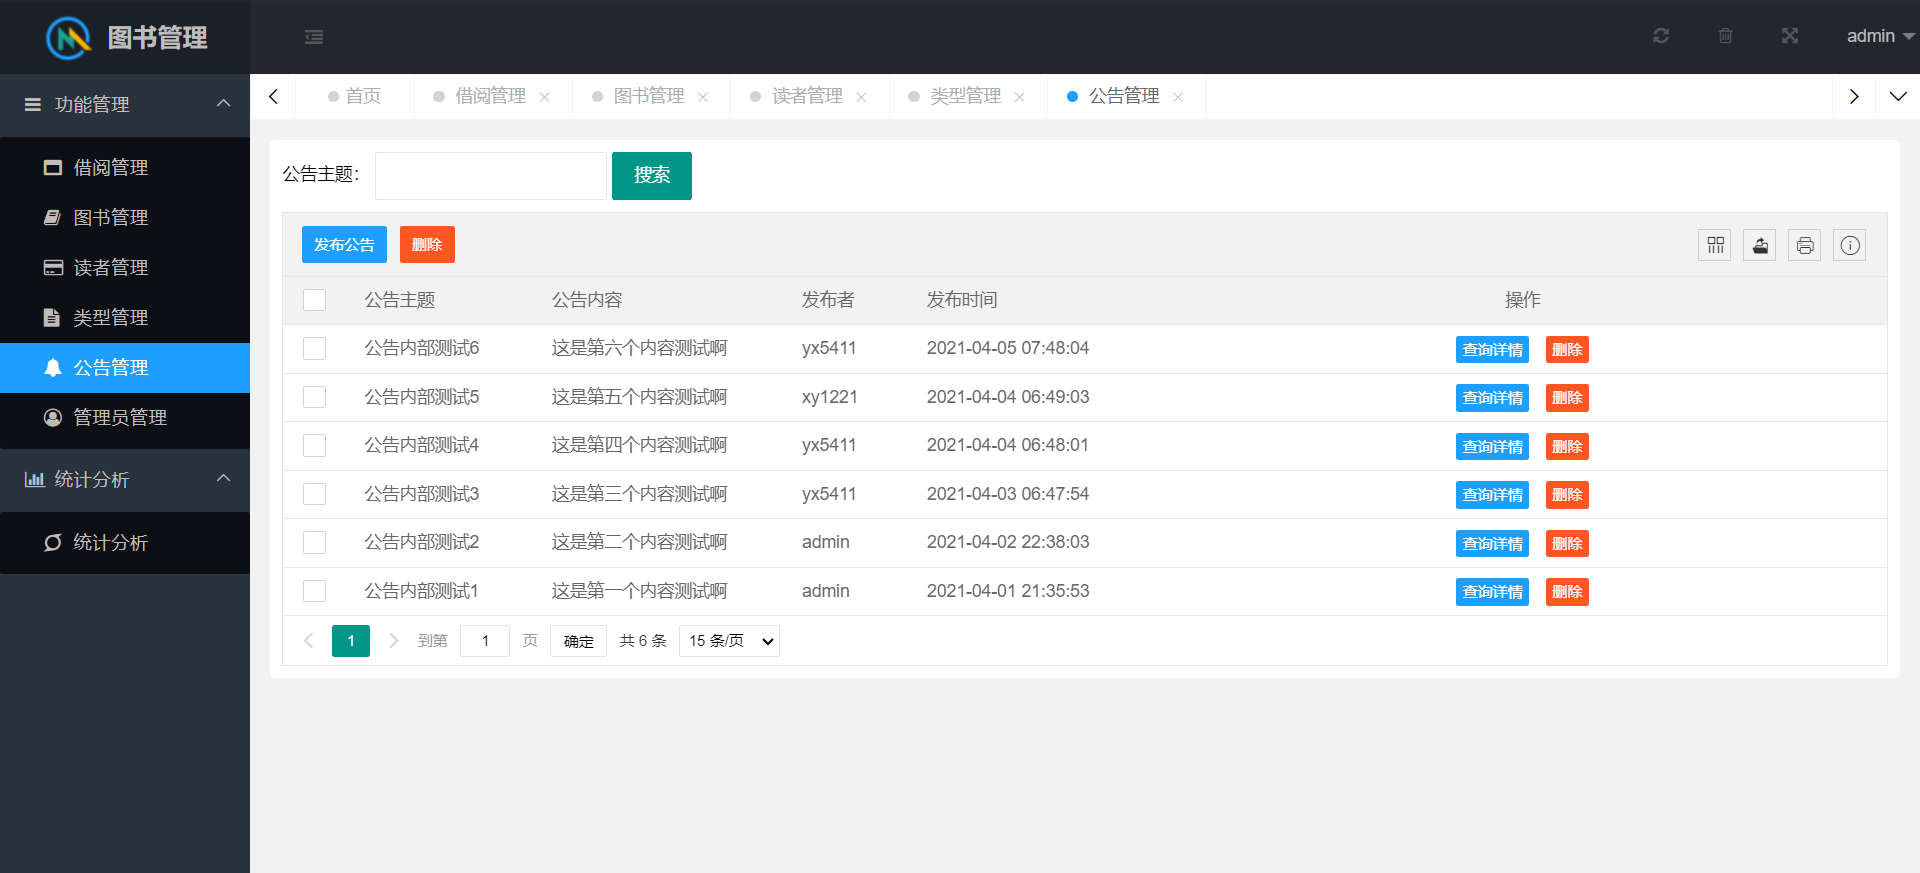 图书管理
admin
功能管理
借阅管理
图书管理
读者管理
类型管理
公告管理
管理员管理
统计分析
统计分析
首页 借阅管理 图书管理 读者管理 类型管理 公告管理
公告主题： 搜索
发布公告 删除
公告主题 公告内容 发布者 发布时间 操作
公告内部测试6 这是第六个内容测试啊 yx5411 2021-04-05 07:48:04 查询详情 删除
公告内部测试5 这是第五个内容测试啊 xy1221 2021-04-04 06:49:03 查询详情 删除
公告内部测试4 这是第四个内容测试啊 yx5411 2021-04-04 06:48:01 查询详情 删除
公告内部测试3 这是第三个内容测试啊 yx5411 2021-04-03 06:47:54 查询详情 删除
公告内部测试2 这是第二个内容测试啊 admin 2021-04-02 22:38:03 查询详情 删除
公告内部测试1 这是第一个内容测试啊 admin 2021-04-01 21:35:53 查询详情 删除
1 到第 1 页 确定 共 6 条 15 条/页